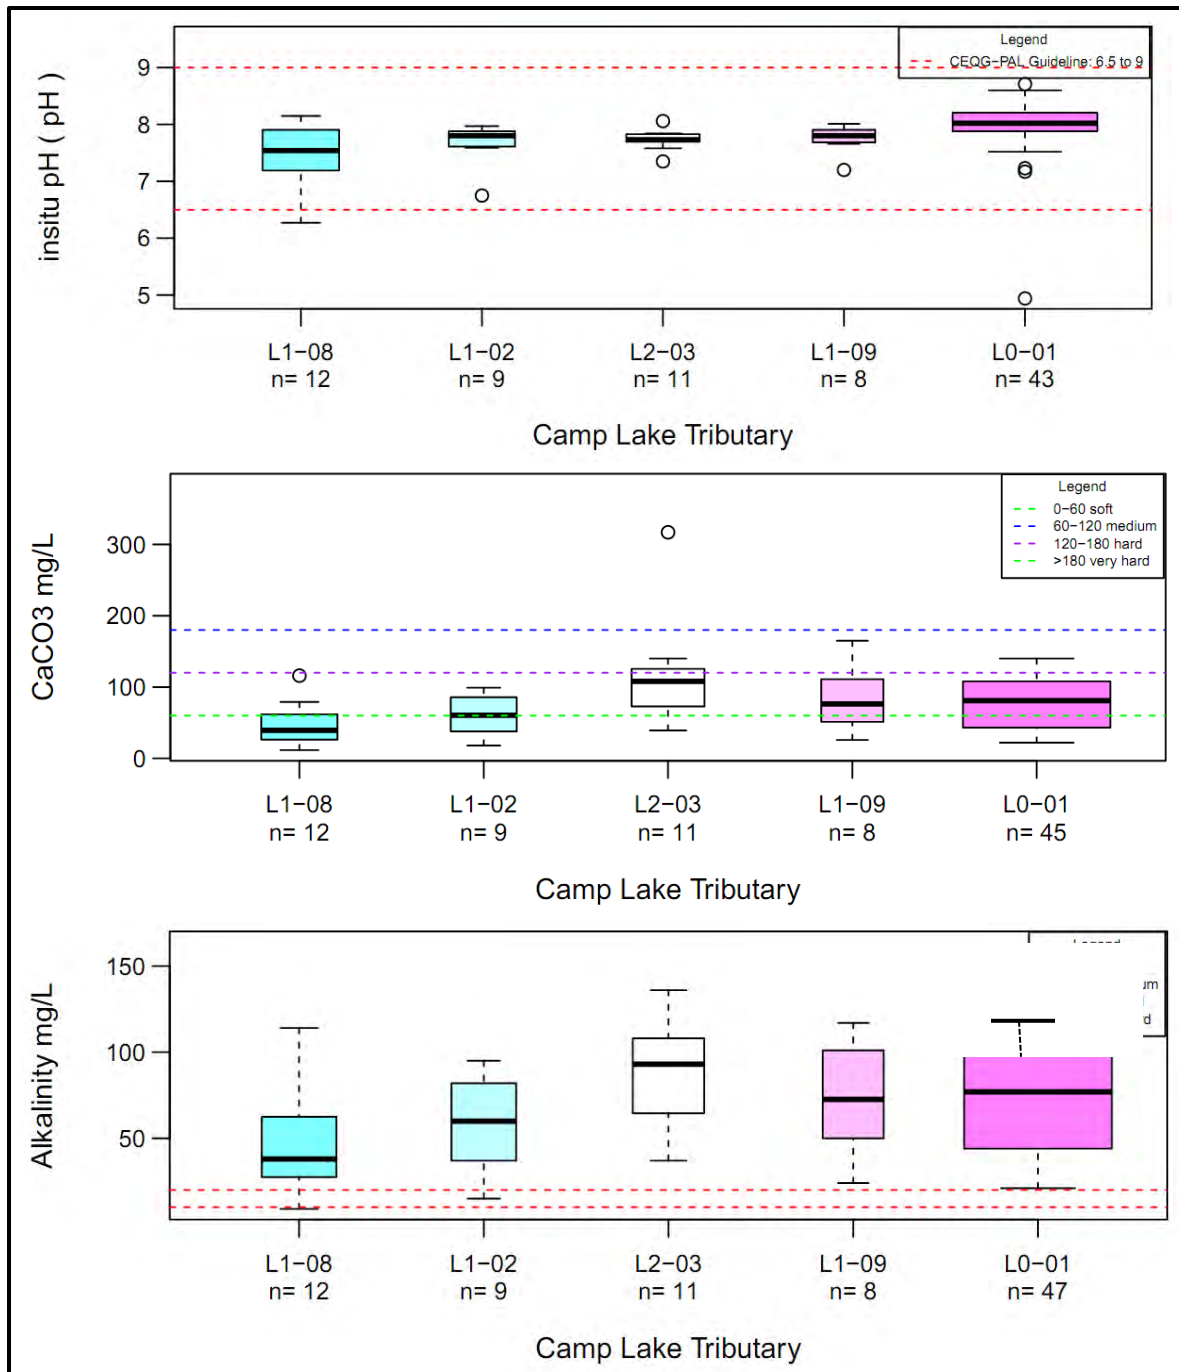 insitu pH ( pH )
9
8
7
6
5
Legend
CEQG-PAL Guideline: 6.5 to 9
L1-08 L1-02 L2-03 L1-09 L0-01
n= 12 n= 9 n= 11 n= 8 n= 43
Camp Lake Tributary
CaCO3 mg/L
300
200
100
0
Legend
0-60 soft
60-120 medium
120-180 hard
>180 very hard
L1-08 L1-02 L2-03 L1-09 L0-01
n= 12 n= 9 n= 11 n= 8 n= 45
Camp Lake Tributary
Alkalinity mg/L
150
100
50
L1-08 L1-02 L2-03 L1-09 L0-01
n= 12 n= 9 n= 11 n= 8 n= 47
Camp Lake Tributary